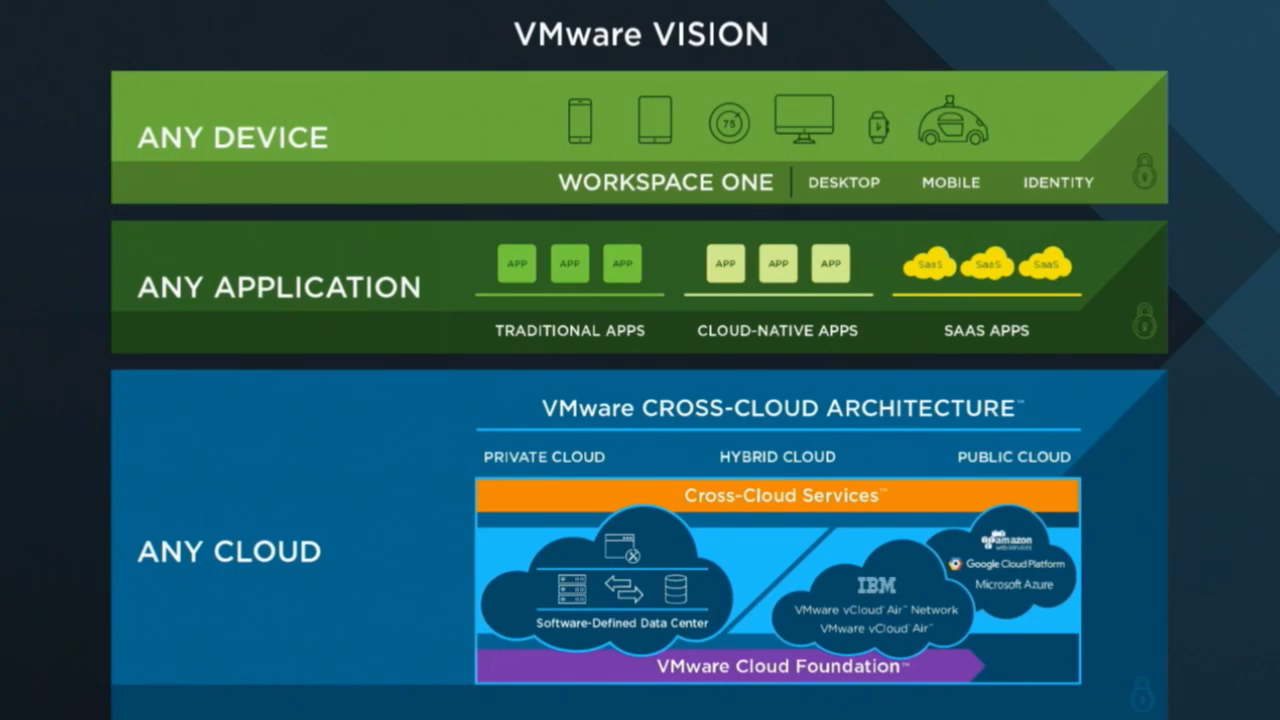 VMware VISION
ANY DEVICE
75
WORKSPACE ONE DESKTOP MOBILE IDENTITY
ANY APPLICATION
APP APP APP APP APP APP SaaS SaaS SaaS
TRADITIONAL APPS CLOUD-NATIVE APPS SAAS APPS
VMware CROSS-CLOUD ARCHITECTURE™
PRIVATE CLOUD HYBRID CLOUD PUBLIC CLOUD
Cross-Cloud Services™
ANY CLOUD
Software-Defined Data Center
IBM
VMware vCloud® Air™ Network
VMware vCloud® Air™
amazon
webservices
Google Cloud Platform
Microsoft Azure
VMware Cloud Foundation™